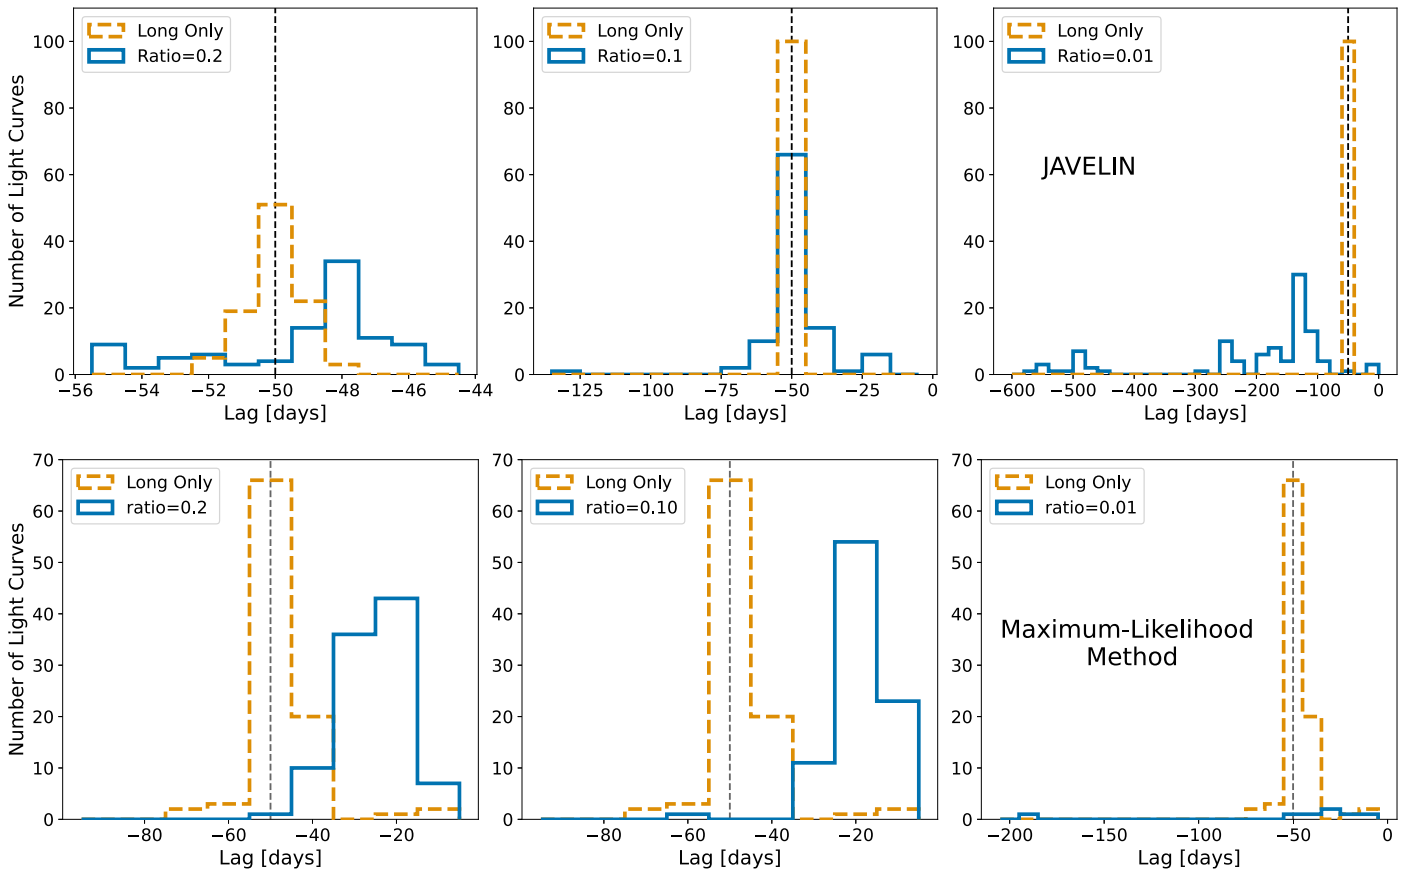 Long Only
Ratio=0.2
Number of Light Curves
100
80
60
40
20
0
−56 −54 −52 −50 −48 −46 −44
Lag [days]
Long Only
Ratio=0.1
100
80
60
40
20
0
−125 −100 −75 −50 −25 0
Lag [days]
Long Only
Ratio=0.01
JAVELIN
100
80
60
40
20
0
−600 −500 −400 −300 −200 −100 0
Lag [days]
Long Only
ratio=0.2
Number of Light Curves
70
60
50
40
30
20
10
0
−80 −60 −40 −20
Lag [days]
Long Only
ratio=0.10
70
60
50
40
30
20
10
0
−80 −60 −40 −20
Lag [days]
Long Only
ratio=0.01
Maximum-Likelihood
Method
70
60
50
40
30
20
10
0
−200 −150 −100 −50 0
Lag [days]